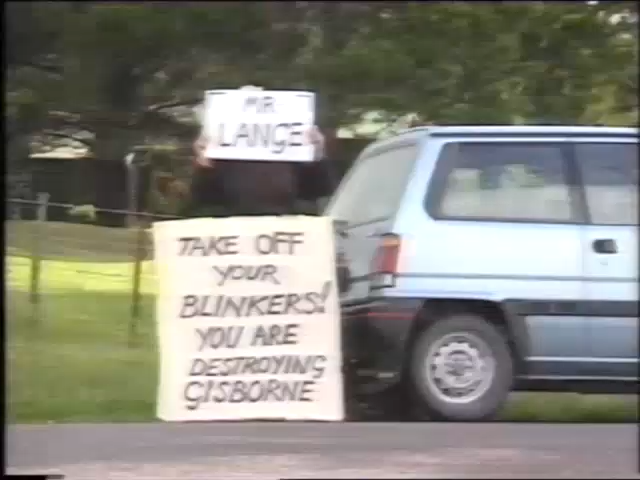 MR
LANGE
TAKE OFF
YOUR
BLINKERS!
YOU ARE
DESTROYING
GISBORNE